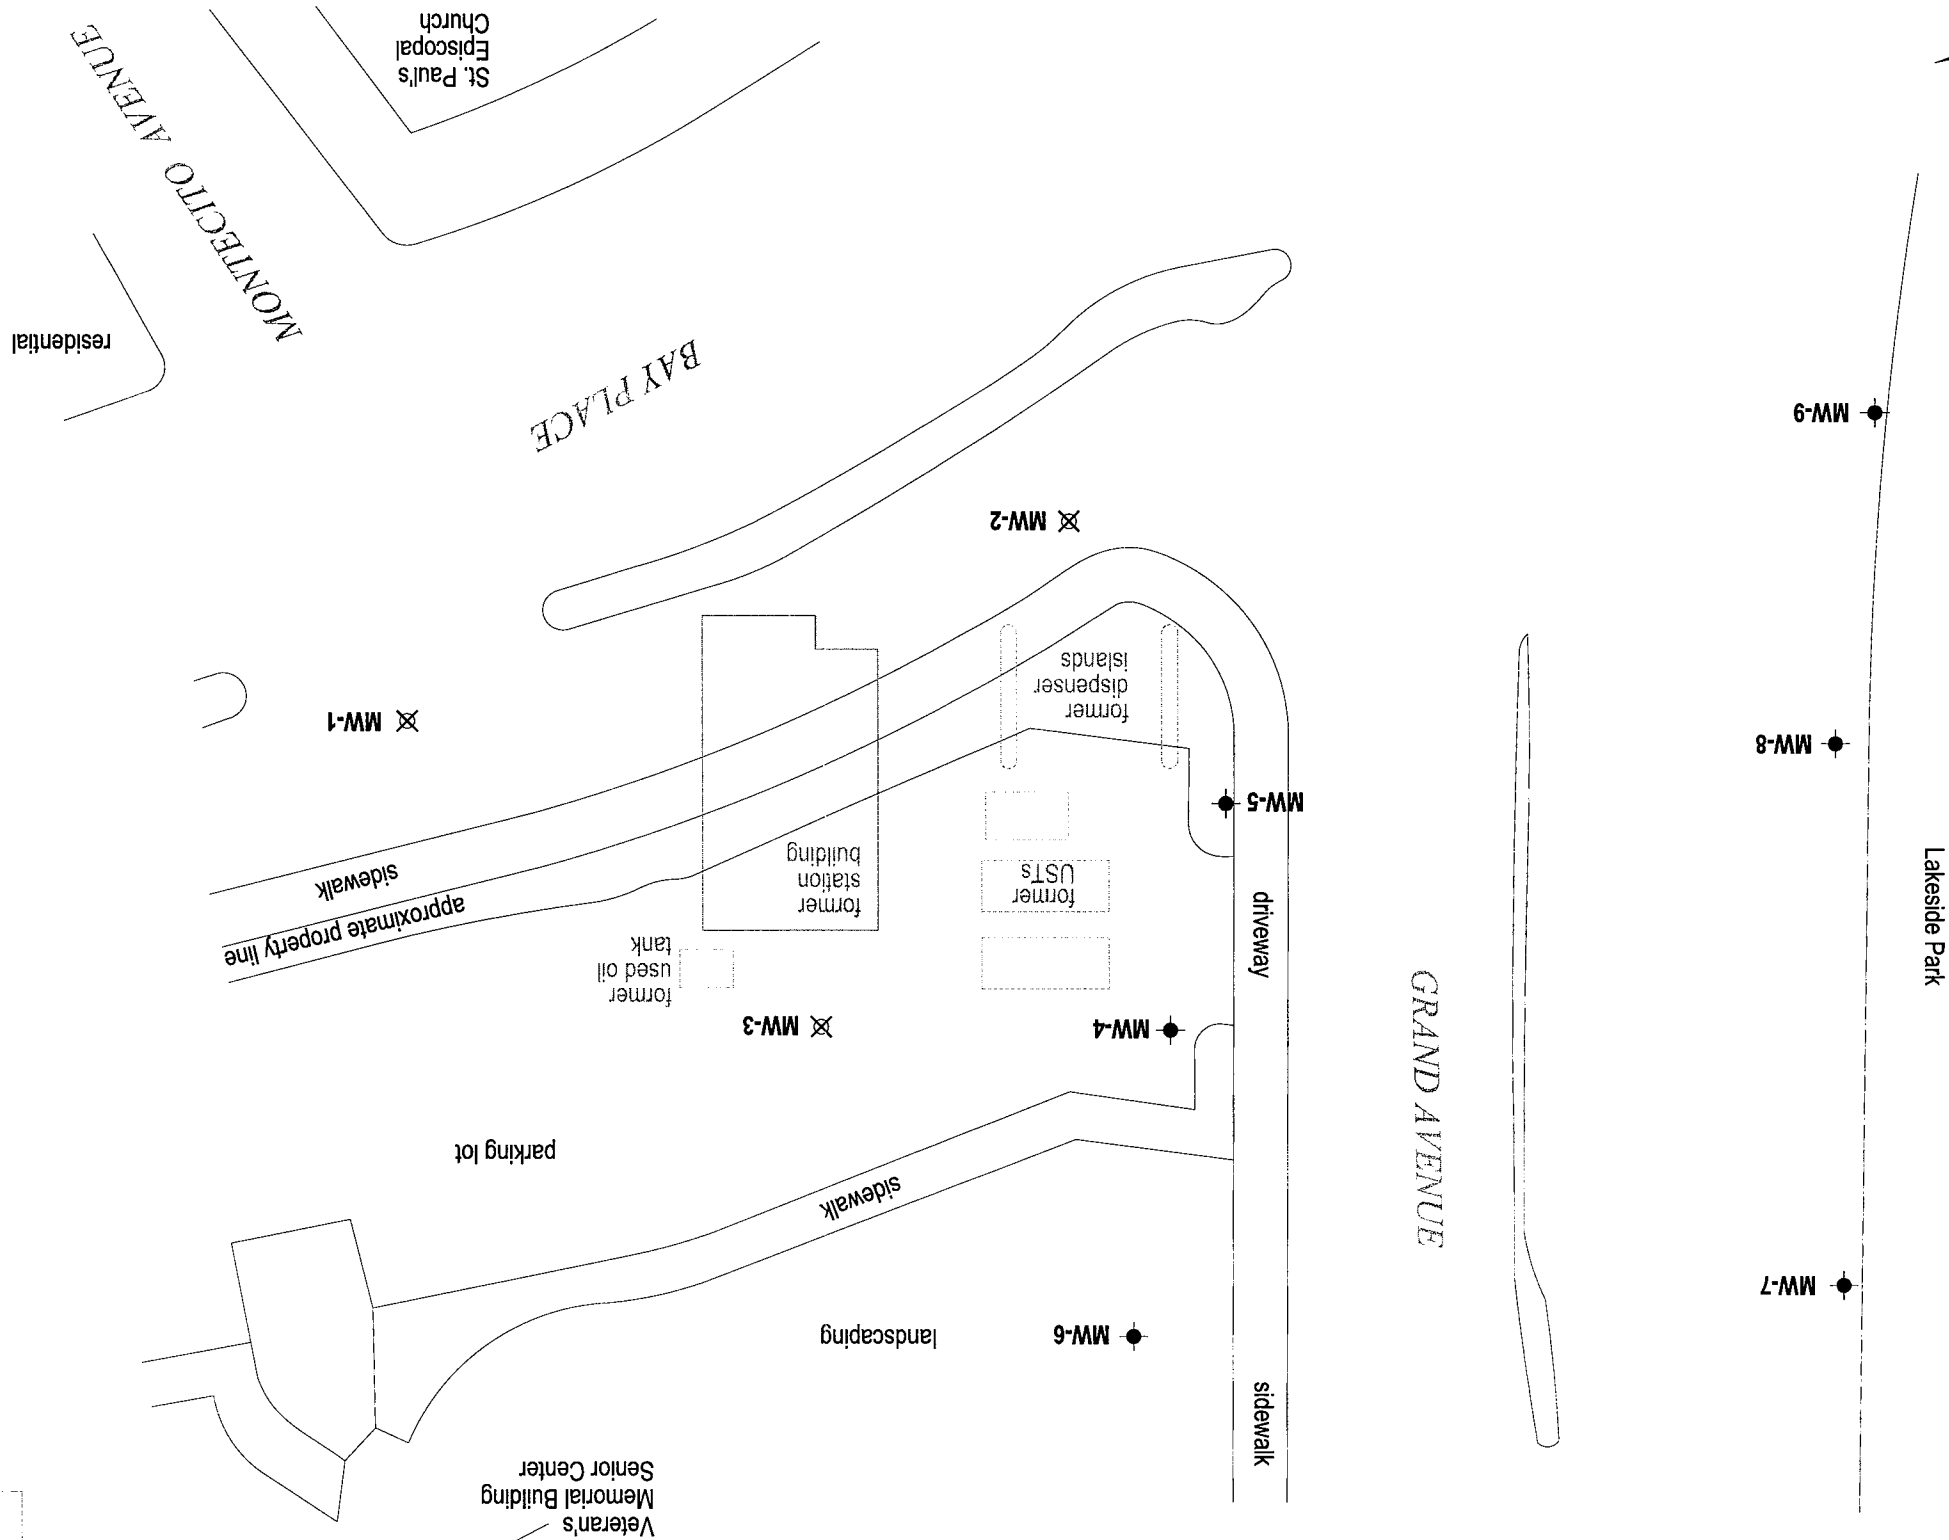 Veteran's
Memorial Building
Senior Center
sidewalk
landscaping
MW-6
MW-7
sidewalk
parking lot
GRAND AVENUE
MW-4
MW-3
former
used oil
tank
former
USTs
former
station
building
driveway
Lakeside Park
approximate property line
sidewalk
MW-5
MW-8
MW-1
former
dispenser
islands
MW-2
MW-9
BAY PLACE
residential
MONTECITO AVENUE
St. Paul's
Episcopal
Church